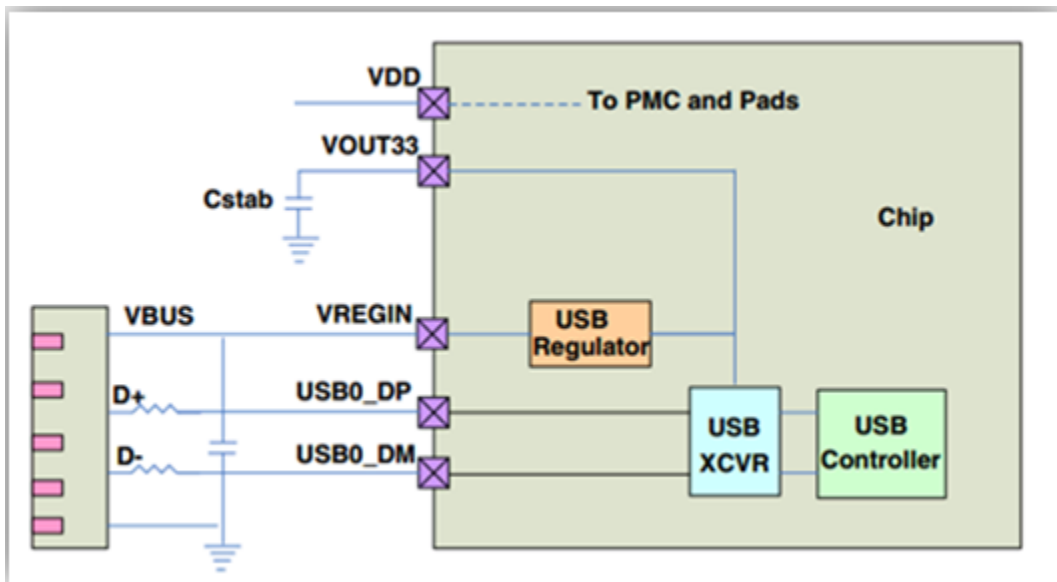 VDD
To PMC and Pads
VOUT33
Cstab
Chip
VBUS
VREGIN
USB
Regulator
D+
USB0_DP
D-
USB0_DM
USB
XCVR
USB
Controller